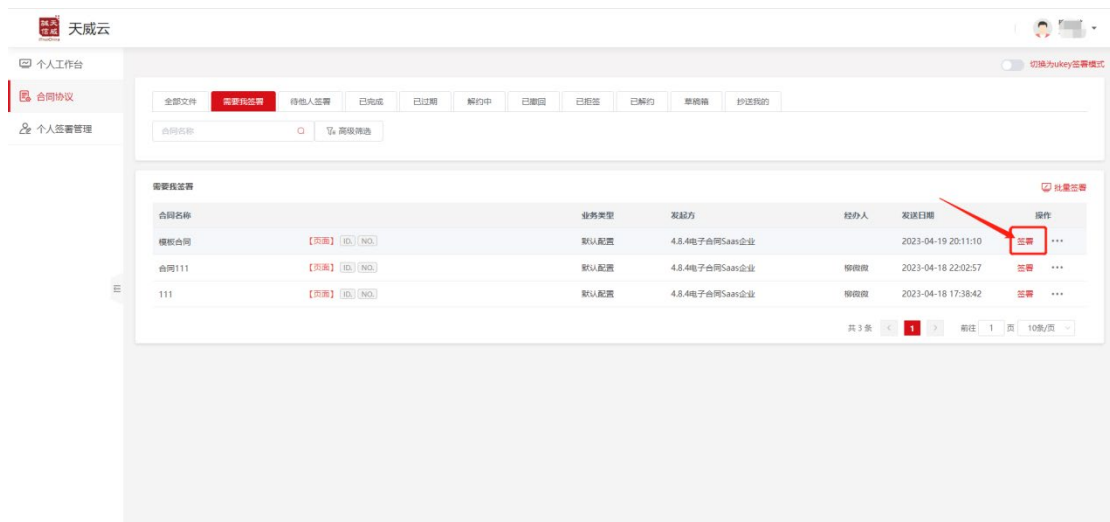 天威云
切换为ukey签署模式
个人工作台
合同协议
个人签署管理
全部文件 需要我签署 待他人签署 已完成 已过期 解约中 已撤回 已拒签 已解约 草稿箱 抄送我的
合同名称 高级筛选
需要我签署 批量签署
合同名称 业务类型 发起方 经办人 发送日期 操作
模板合同 【页面】 ID. NO. 默认配置 4.8.4电子合同Saas企业 2023-04-19 20:11:10 签署 •••
合同111 【页面】 ID. NO. 默认配置 4.8.4电子合同Saas企业 柳微微 2023-04-18 22:02:57 签署 •••
111 【页面】 ID. NO. 默认配置 4.8.4电子合同Saas企业 柳微微 2023-04-18 17:38:42 签署 •••
共 3 条 < 1 > 前往 1 页 10条/页